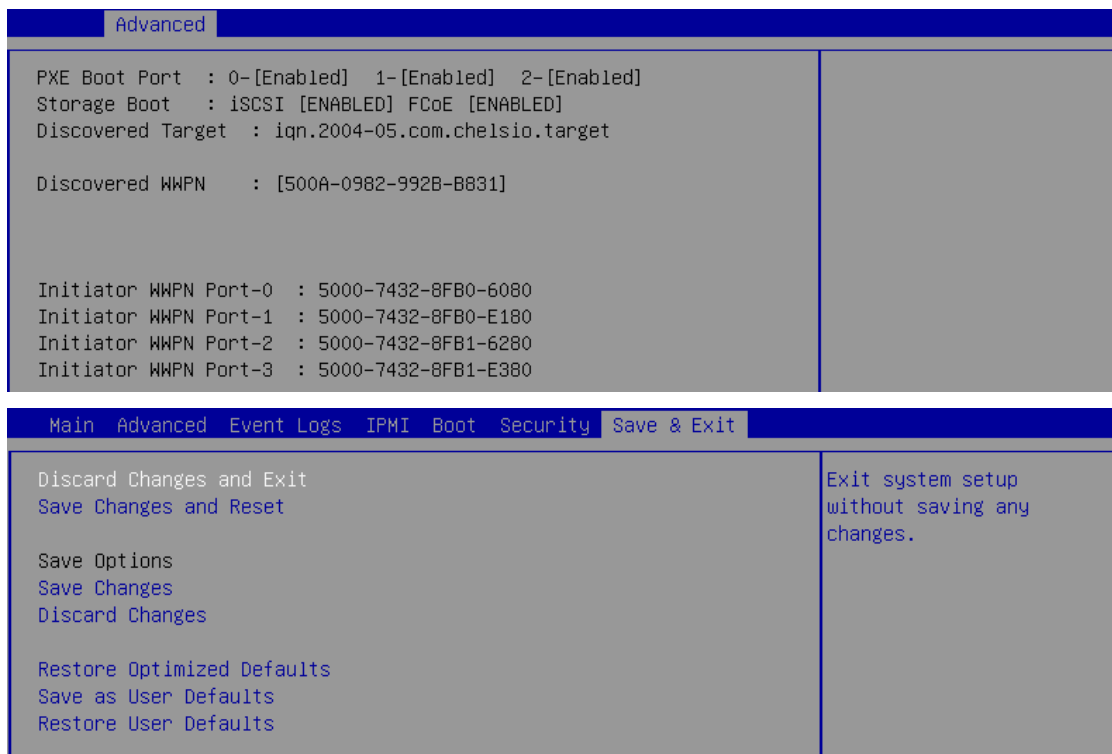 Advanced
PXE Boot Port : 0-[Enabled] 1-[Enabled] 2-[Enabled]
Storage Boot : iSCSI [ENABLED] FCoE [ENABLED]
Discovered Target : iqn.2004-05.com.chelsio.target
Discovered WWPN : [500A-0982-992B-B831]
Initiator WWPN Port-0 : 5000-7432-8FB0-6080
Initiator WWPN Port-1 : 5000-7432-8FB0-E180
Initiator WWPN Port-2 : 5000-7432-8FB1-6280
Initiator WWPN Port-3 : 5000-7432-8FB1-E380
Main Advanced Event Logs IPMI Boot Security Save & Exit
Discard Changes and Exit
Save Changes and Reset
Save Options
Save Changes
Discard Changes
Restore Optimized Defaults
Save as User Defaults
Restore User Defaults
Exit system setup
without saving any
changes.